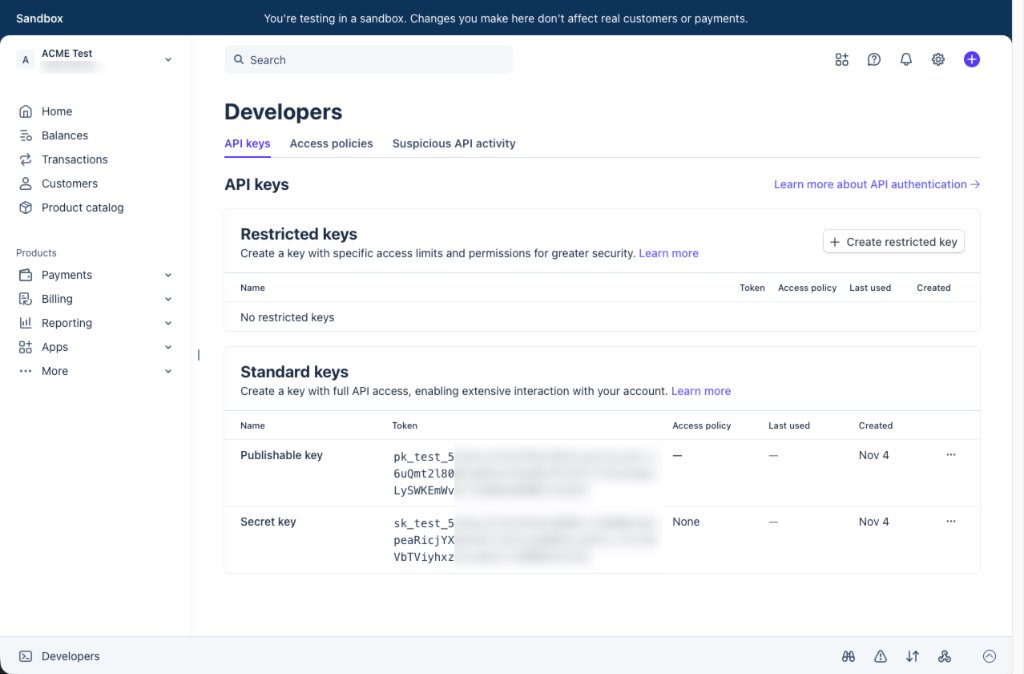 Sandbox
You're testing in a sandbox. Changes you make here don't affect real customers or payments.
A
ACME Test
Search
Home
Balances
Transactions
Customers
Product catalog
Products
Payments
Billing
Reporting
Apps
More
Developers
API keys Access policies Suspicious API activity
API keys
Learn more about API authentication →
Restricted keys
Create a key with specific access limits and permissions for greater security. Learn more
+ Create restricted key
Name Token Access policy Last used Created
No restricted keys
Standard keys
Create a key with full API access, enabling extensive interaction with your account. Learn more
Name Token Access policy Last used Created
Publishable key pk_test_5 — — Nov 4 ...
6uQmt2l80
LySWKEmWv
Secret key sk_test_5 None — Nov 4 ...
peaRicjYX
VbTViyhxz
Developers